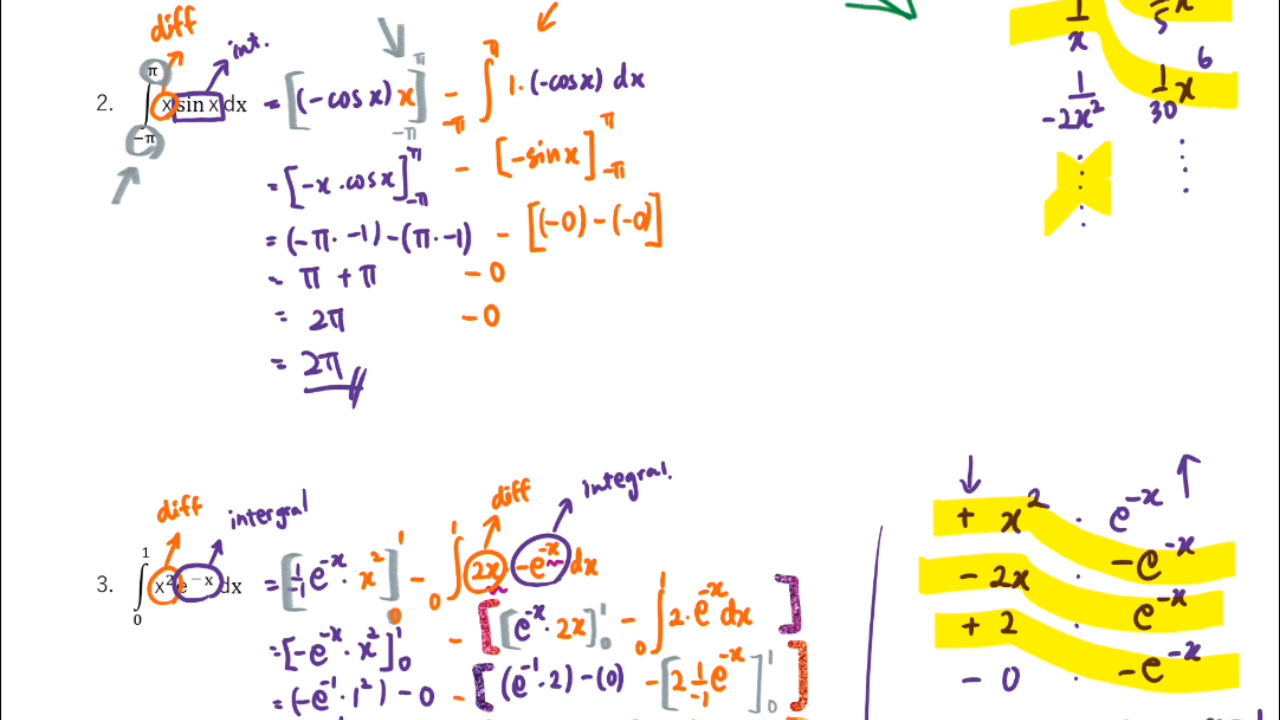 diff
int.
2. ∫_{-π}^{π} x sin x dx = [(-cos x) x]_{-π}^{π} - ∫_{-π}^{π} 1·(-cos x) dx
= [-x·cos x]_{-π}^{π} - [-sin x]_{-π}^{π}
= (-π·-1)-(π·-1) - [(-0)-(-0)]
= π + π - 0
= 2π - 0
= 2π
1/x 1/5 x
1/-2x² 1/30 x⁶
diff
intergral
diff
integral.
3. ∫_0^1 x² e^{-x} dx = [1/-1 e^{-x}·x²]_0^1 - ∫_0^1 2x -e^{-x} dx
= [-e^{-x}·x²]_0^1 - [[e^{-x}·2x]_0^1 - ∫_0^1 2·e^{-x} dx]
= (-e^{-1}·1²) - 0 - [(e^{-1}·2)-(0) - [2 1/-1 e^{-x}]_0^1]
+ x² · e^{-x}
- 2x · -e^{-x}
+ 2 · e^{-x}
- 0 · -e^{-x}